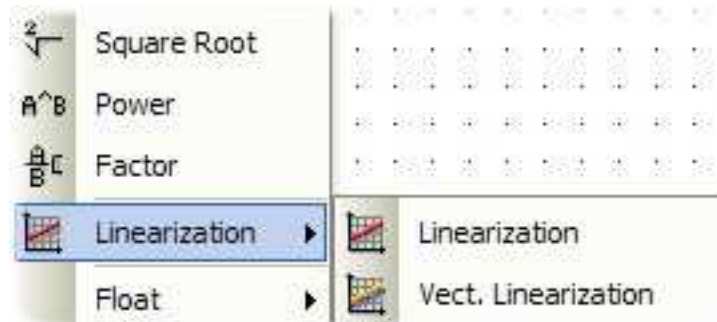 Square Root
A^B Power
A/B C Factor
Linearization
Linearization
Float
Vect. Linearization